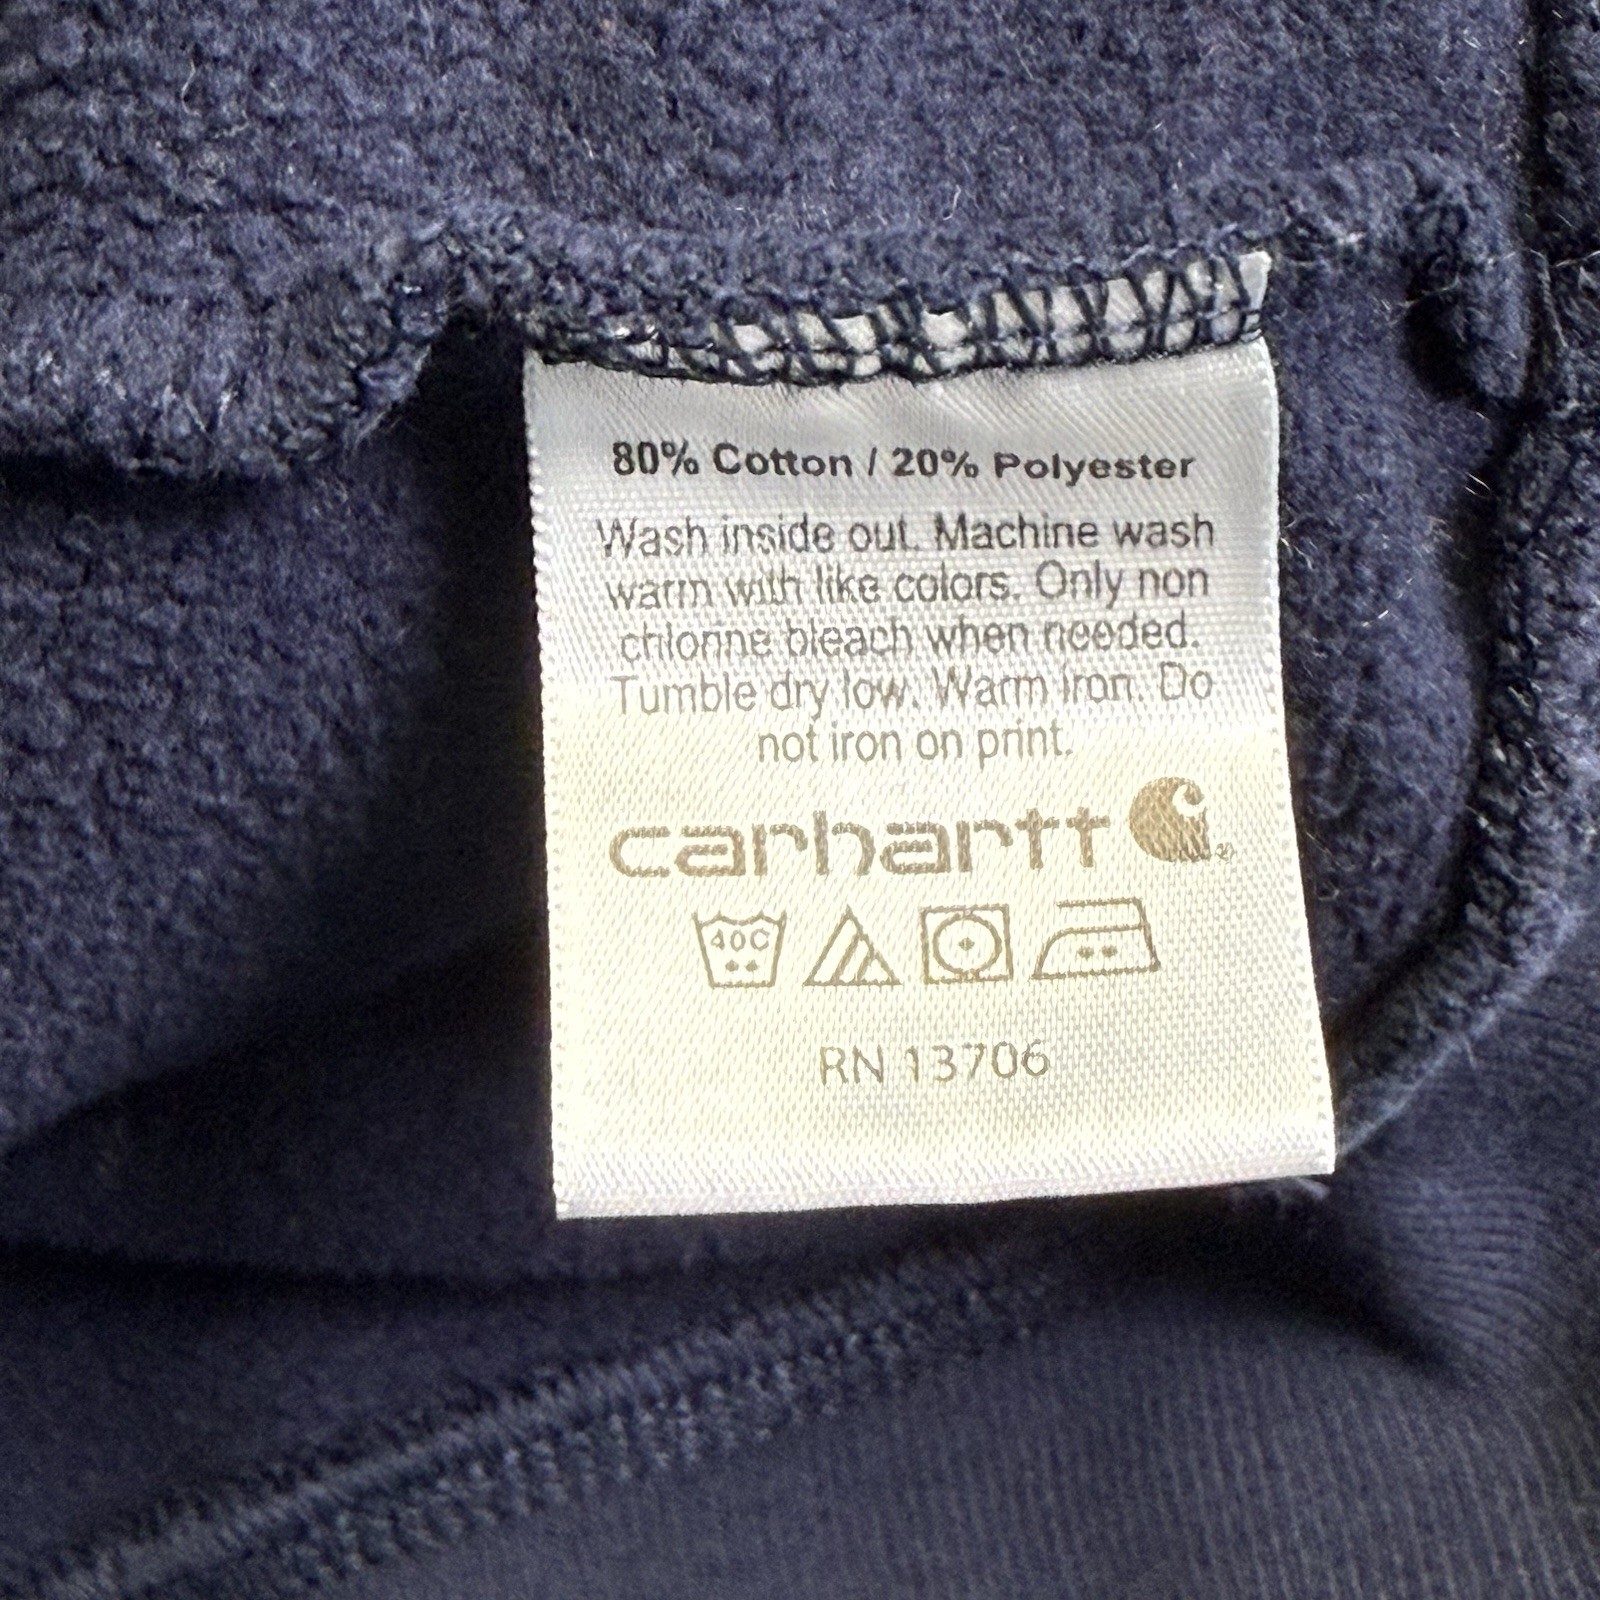 80% Cotton / 20% Polyester
Wash inside out. Machine wash
warm with like colors. Only non
chlorine bleach when needed.
Tumble dry low. Warm iron. Do
not iron on print.
carhartt
40C
RN 13706